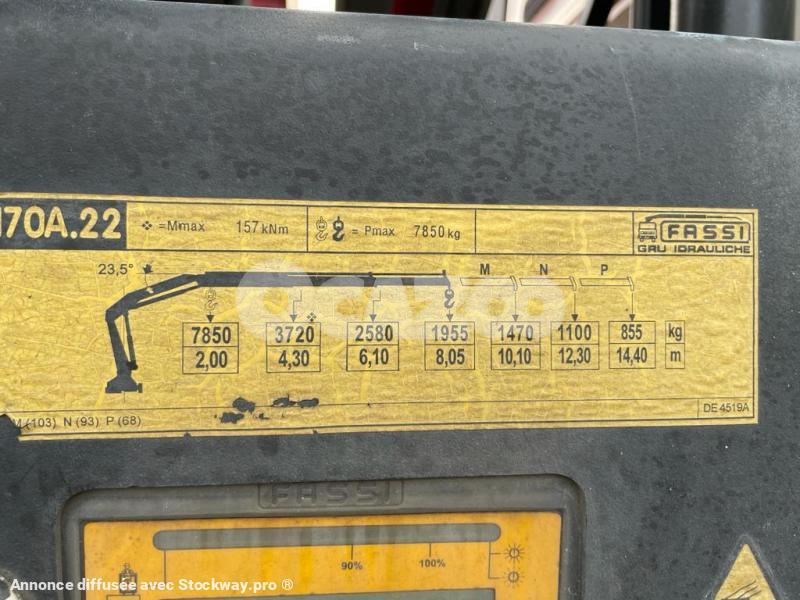 170A.22
❖ =Mmax 157 kNm
= Pmax 7850 kg
FASSI
GRU IDRAULICHE
23,5°
M N P
7850 3720 2580 1955 1470 1100 855 kg
2,00 4,30 6,10 8,05 10,10 12,30 14,40 m
M (103) N (93) P (68)
DE 4519A
OCAZOO
FASSI
90% 100%
Annonce diffusée avec Stockway.pro ®